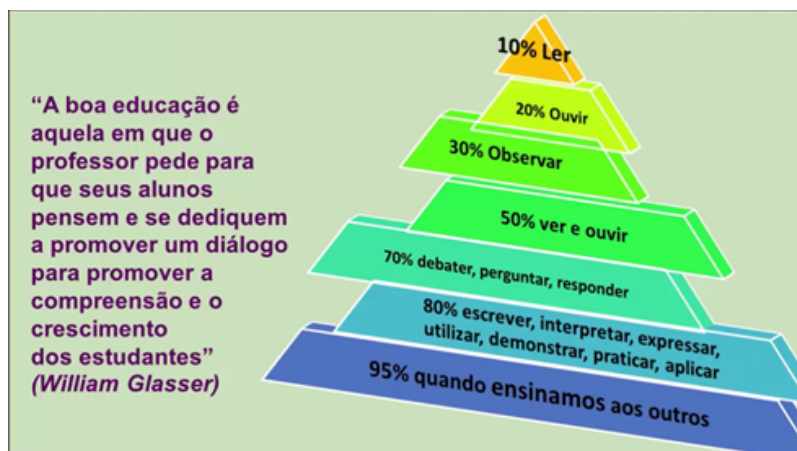 “A boa educação é
aquela em que o
professor pede para
que seus alunos
pensem e se dediquem
a promover um diálogo
para promover a
compreensão e o
crescimento
dos estudantes”
(William Glasser)
10% Ler
20% Ouvir
30% Observar
50% ver e ouvir
70% debater, perguntar, responder
80% escrever, interpretar, expressar,
utilizar, demonstrar, praticar, aplicar
95% quando ensinamos aos outros